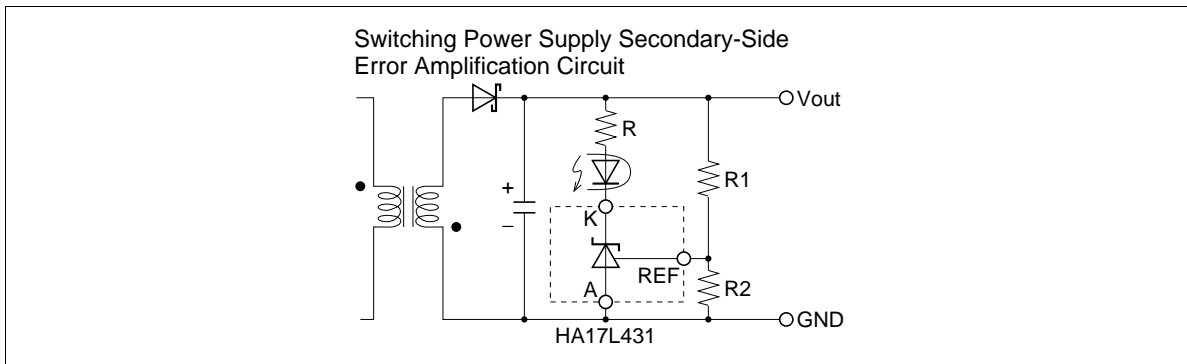 Switching Power Supply Secondary-Side
Error Amplification Circuit
Vout
R
R1
+
−
K
REF
A
R2
GND
HA17L431